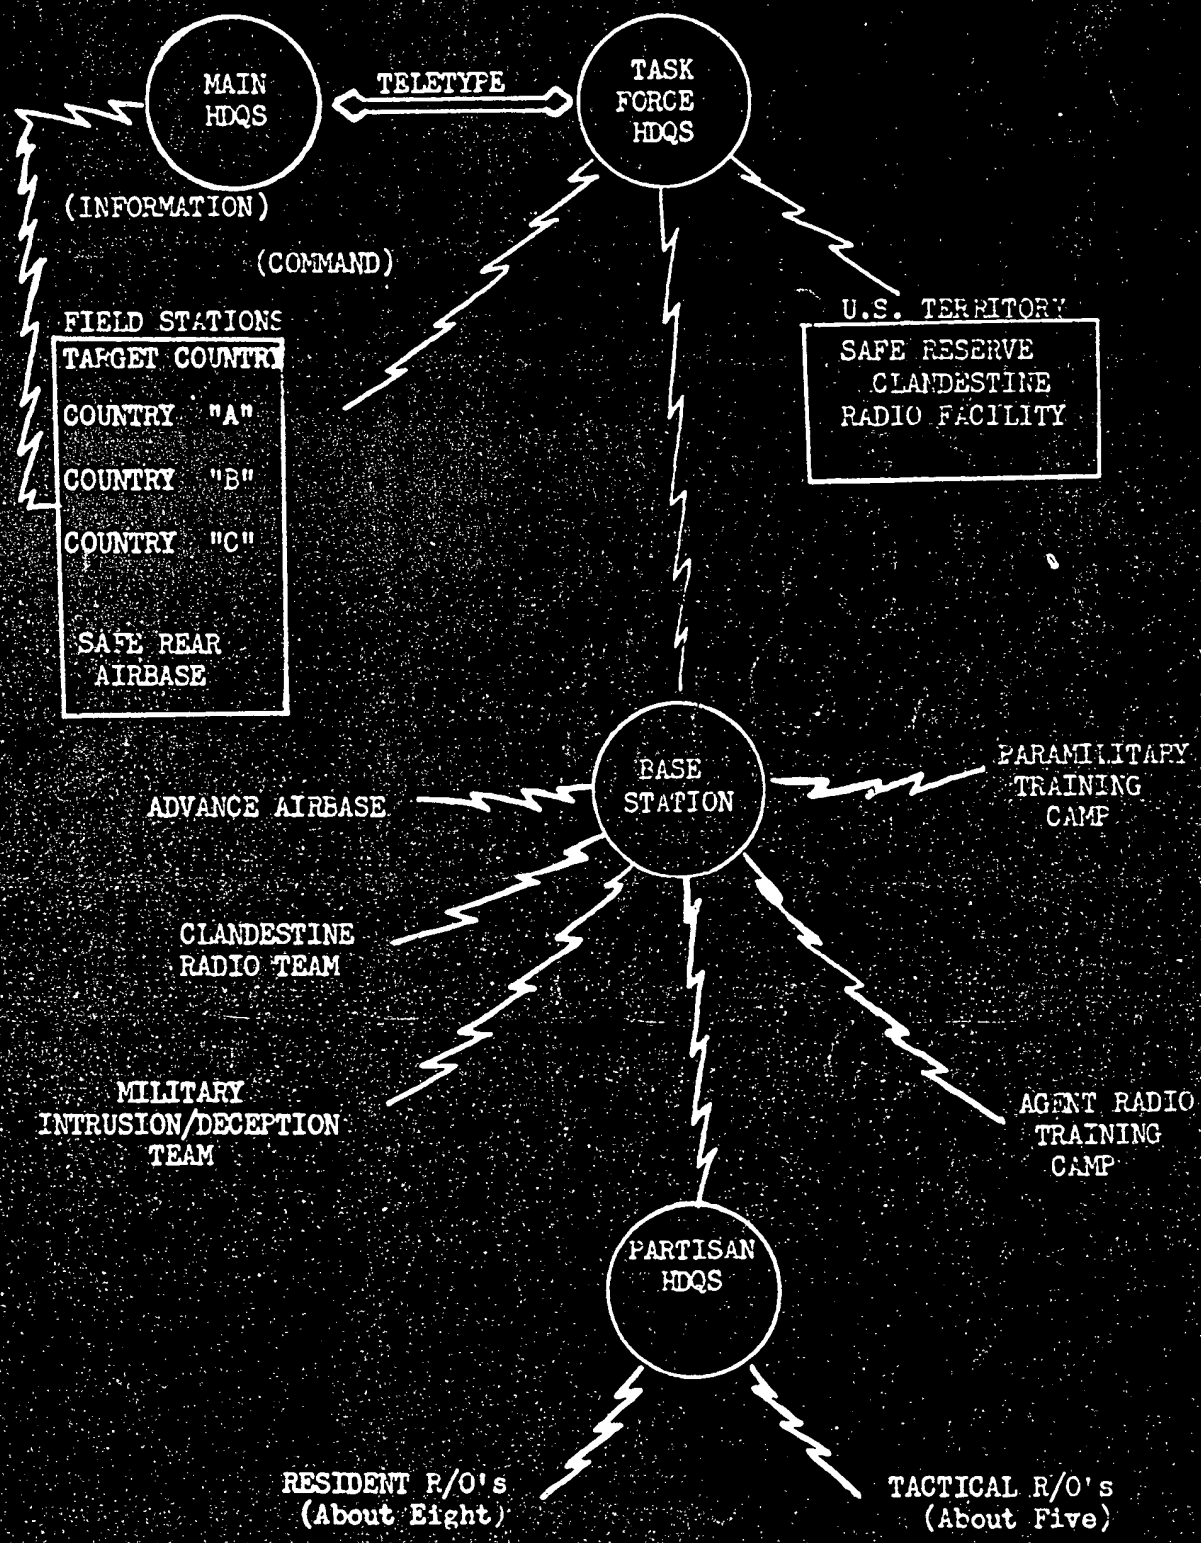 MAIN
HDQS
TELETYPE
TASK
FORCE
HDQS
(INFORMATION)
(COMMAND)
FIELD STATIONS
TARGET COUNTRY
COUNTRY "A"
COUNTRY "B"
COUNTRY "C"
SAFE REAR
AIRBASE
U.S. TERRITORY
SAFE RESERVE
CLANDESTINE
RADIO FACILITY
BASE
STATION
ADVANCE AIRBASE
PARAMILITARY
TRAINING
CAMP
CLANDESTINE
RADIO TEAM
MILITARY
INTRUSION/DECEPTION
TEAM
AGENT RADIO
TRAINING
CAMP
PARTISAN
HDQS
RESIDENT R/O's
(About Eight)
TACTICAL R/O's
(About Five)